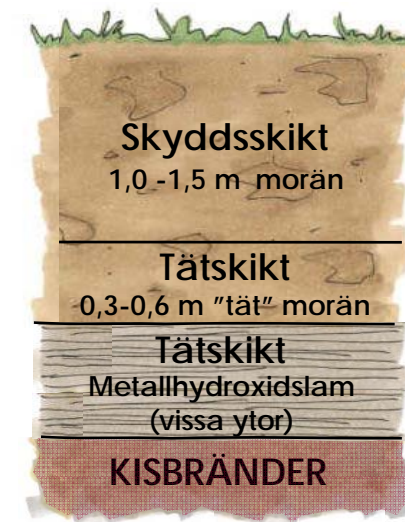 Skyddsskikt
1,0 -1,5 m morän
Tätskikt
0,3-0,6 m ”tät” morän
Tätskikt
Metallhydroxidslam
(vissa ytor)
KISBRÄNDER